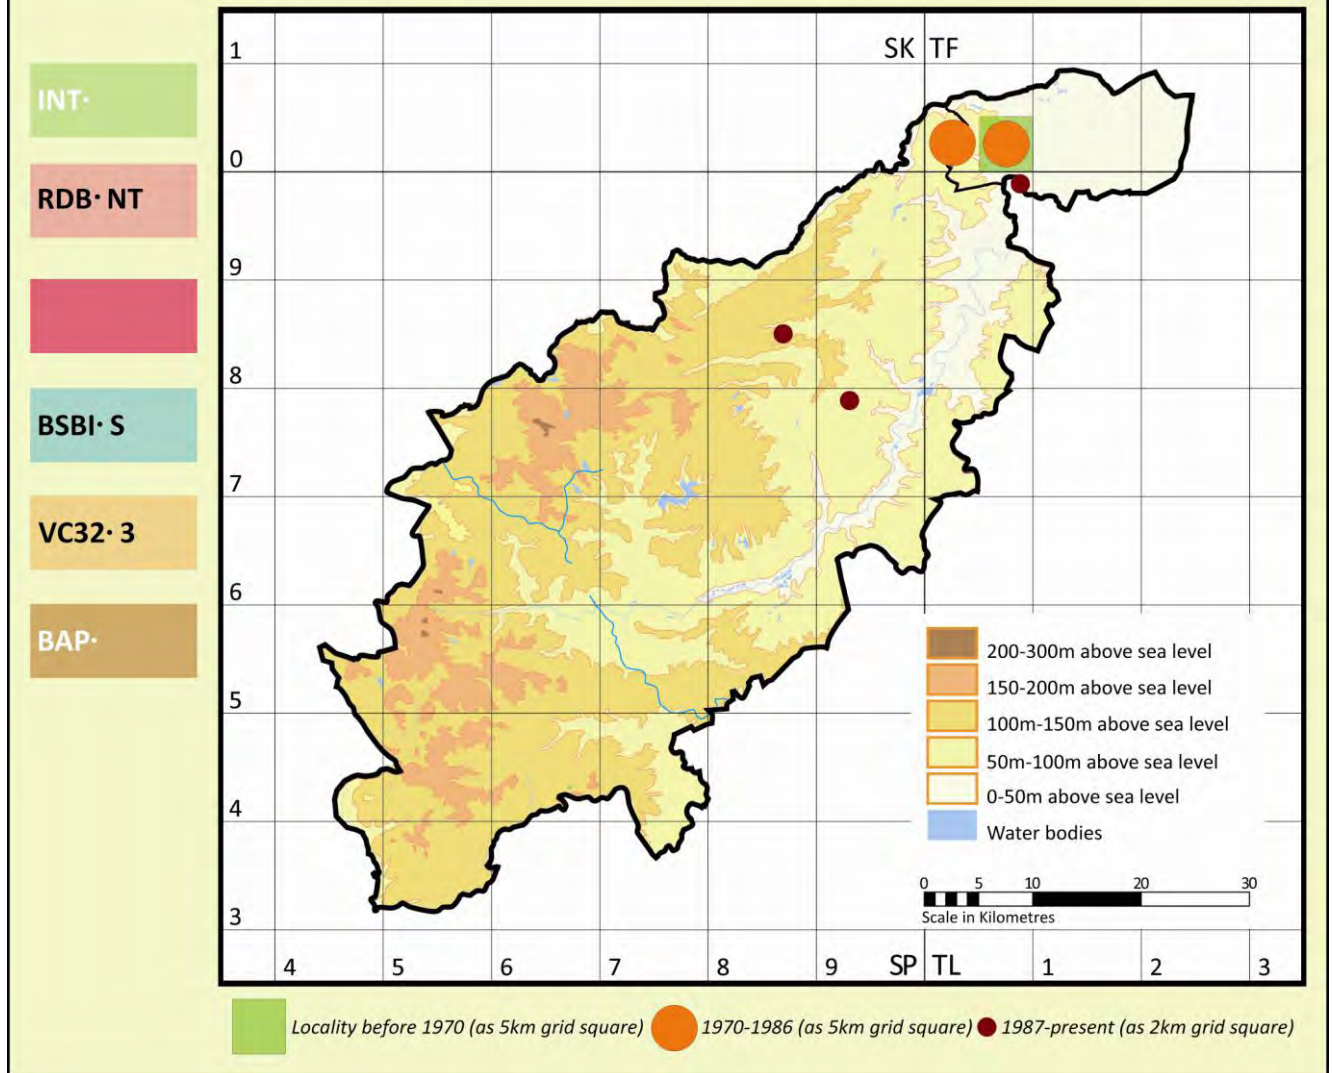 INT·
RDB· NT
BSBI· S
VC32· 3
BAP·
1
SK TF
0
9
8
7
6
5
4
3
4 5 6 7 8 9 SP TL 1 2 3
200-300m above sea level
150-200m above sea level
100m-150m above sea level
50m-100m above sea level
0-50m above sea level
Water bodies
0 5 10 20 30
Scale in Kilometres
Locality before 1970 (as 5km grid square) 1970-1986 (as 5km grid square) 1987-present (as 2km grid square)